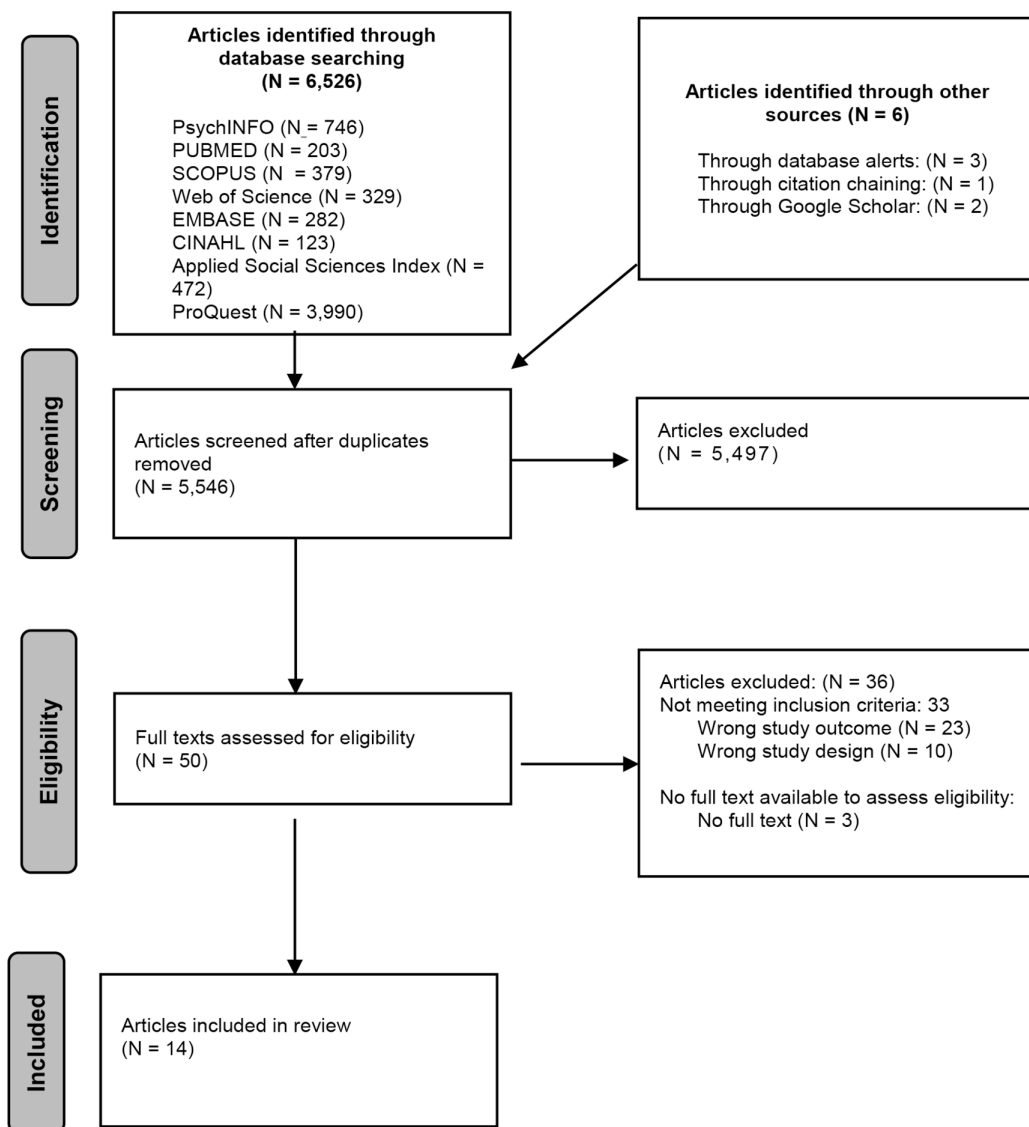 Identification
Articles identified through
database searching
(N = 6,526)
PsychINFO (N = 746)
PUBMED (N = 203)
SCOPUS (N = 379)
Web of Science (N = 329)
EMBASE (N = 282)
CINAHL (N = 123)
Applied Social Sciences Index (N =
472)
ProQuest (N = 3,990)
Articles identified through other
sources (N = 6)
Through database alerts: (N = 3)
Through citation chaining: (N = 1)
Through Google Scholar: (N = 2)
Screening
Articles screened after duplicates
removed
(N = 5,546)
Articles excluded
(N = 5,497)
Eligibility
Full texts assessed for eligibility
(N = 50)
Articles excluded: (N = 36)
Not meeting inclusion criteria: 33
Wrong study outcome (N = 23)
Wrong study design (N = 10)
No full text available to assess eligibility:
No full text (N = 3)
Included
Articles included in review
(N = 14)